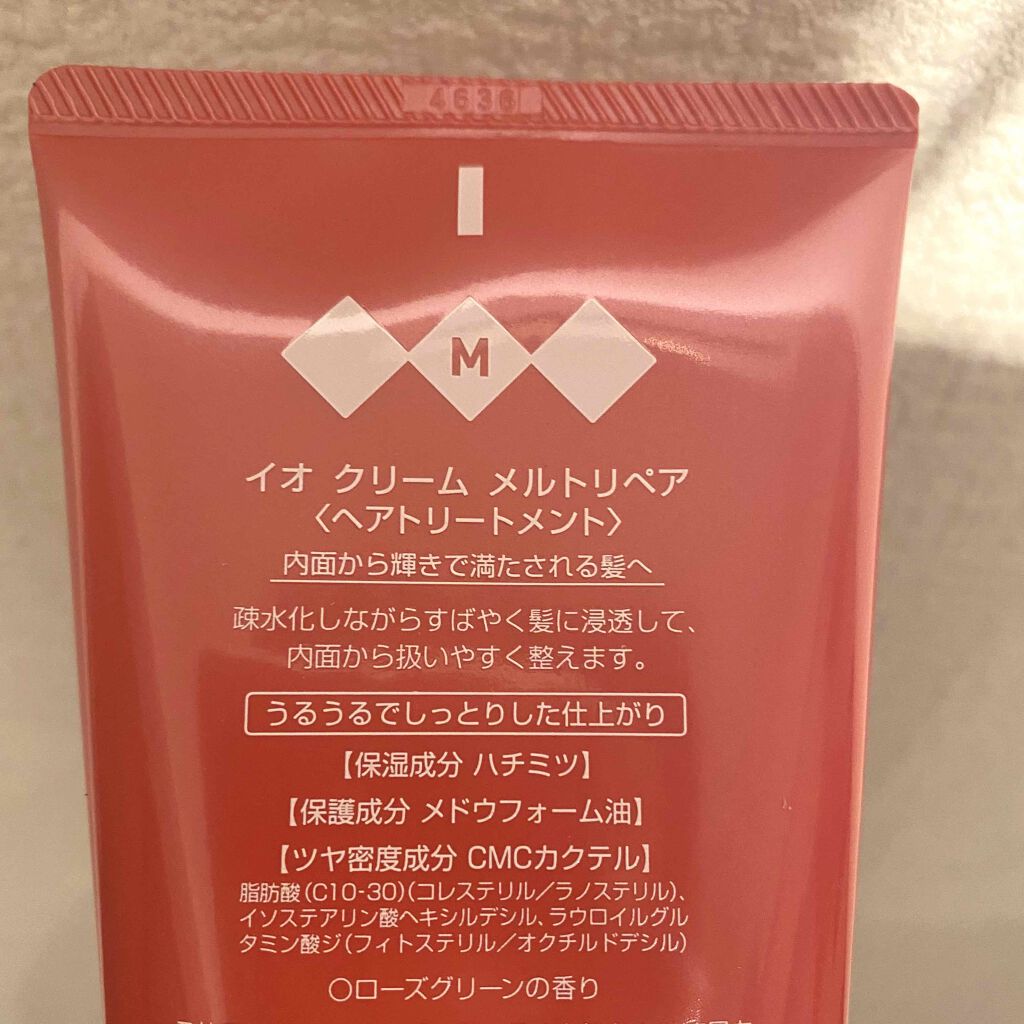 4636
M
イオ クリーム メルトリペア
〈ヘアトリートメント〉
内面から輝きで満たされる髪へ
疎水化しながらすばやく髪に浸透して、
内面から扱いやすく整えます。
うるうるでしっとりした仕上がり
【保湿成分 ハチミツ】
【保護成分 メドウフォーム油】
【ツヤ密度成分 CMCカクテル】
脂肪酸(C10-30)(コレステリル/ラノステリル)、
イソステアリン酸ヘキシルデシル、ラウロイルグル
タミン酸ジ(フィトステリル/オクチルドデシル)
○ローズグリーンの香り